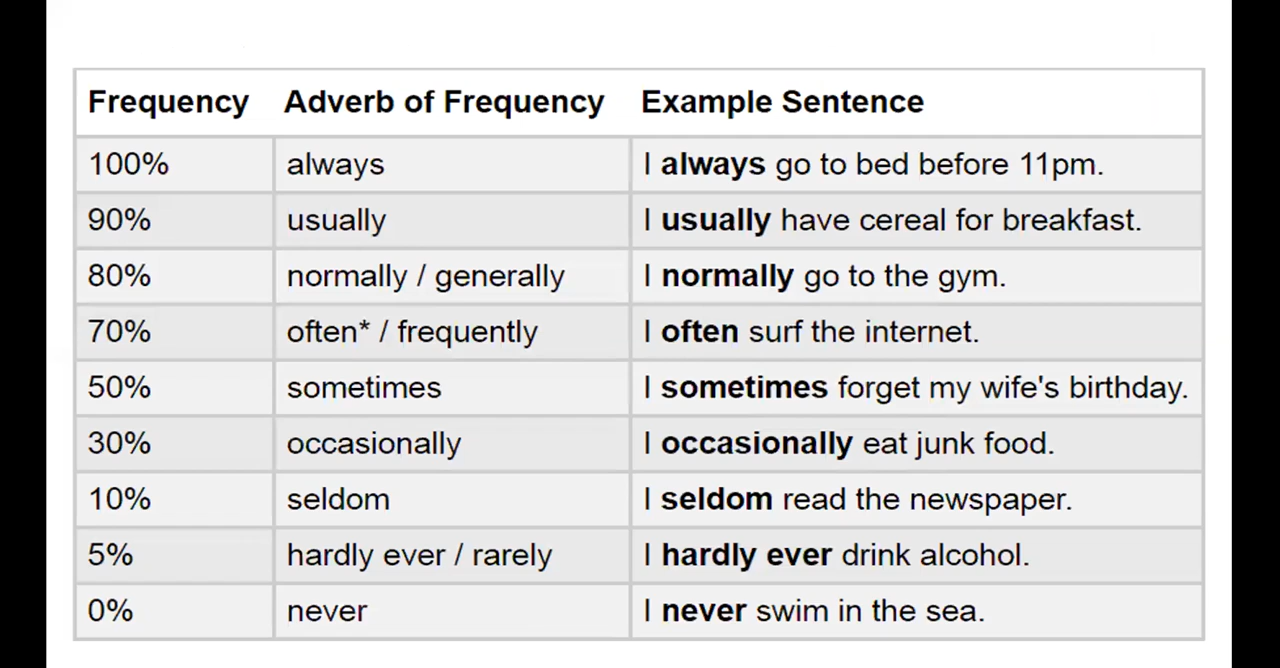 Frequency Adverb of Frequency Example Sentence
100% always I always go to bed before 11pm.
90% usually I usually have cereal for breakfast.
80% normally / generally I normally go to the gym.
70% often* / frequently I often surf the internet.
50% sometimes I sometimes forget my wife's birthday.
30% occasionally I occasionally eat junk food.
10% seldom I seldom read the newspaper.
5% hardly ever / rarely I hardly ever drink alcohol.
0% never I never swim in the sea.